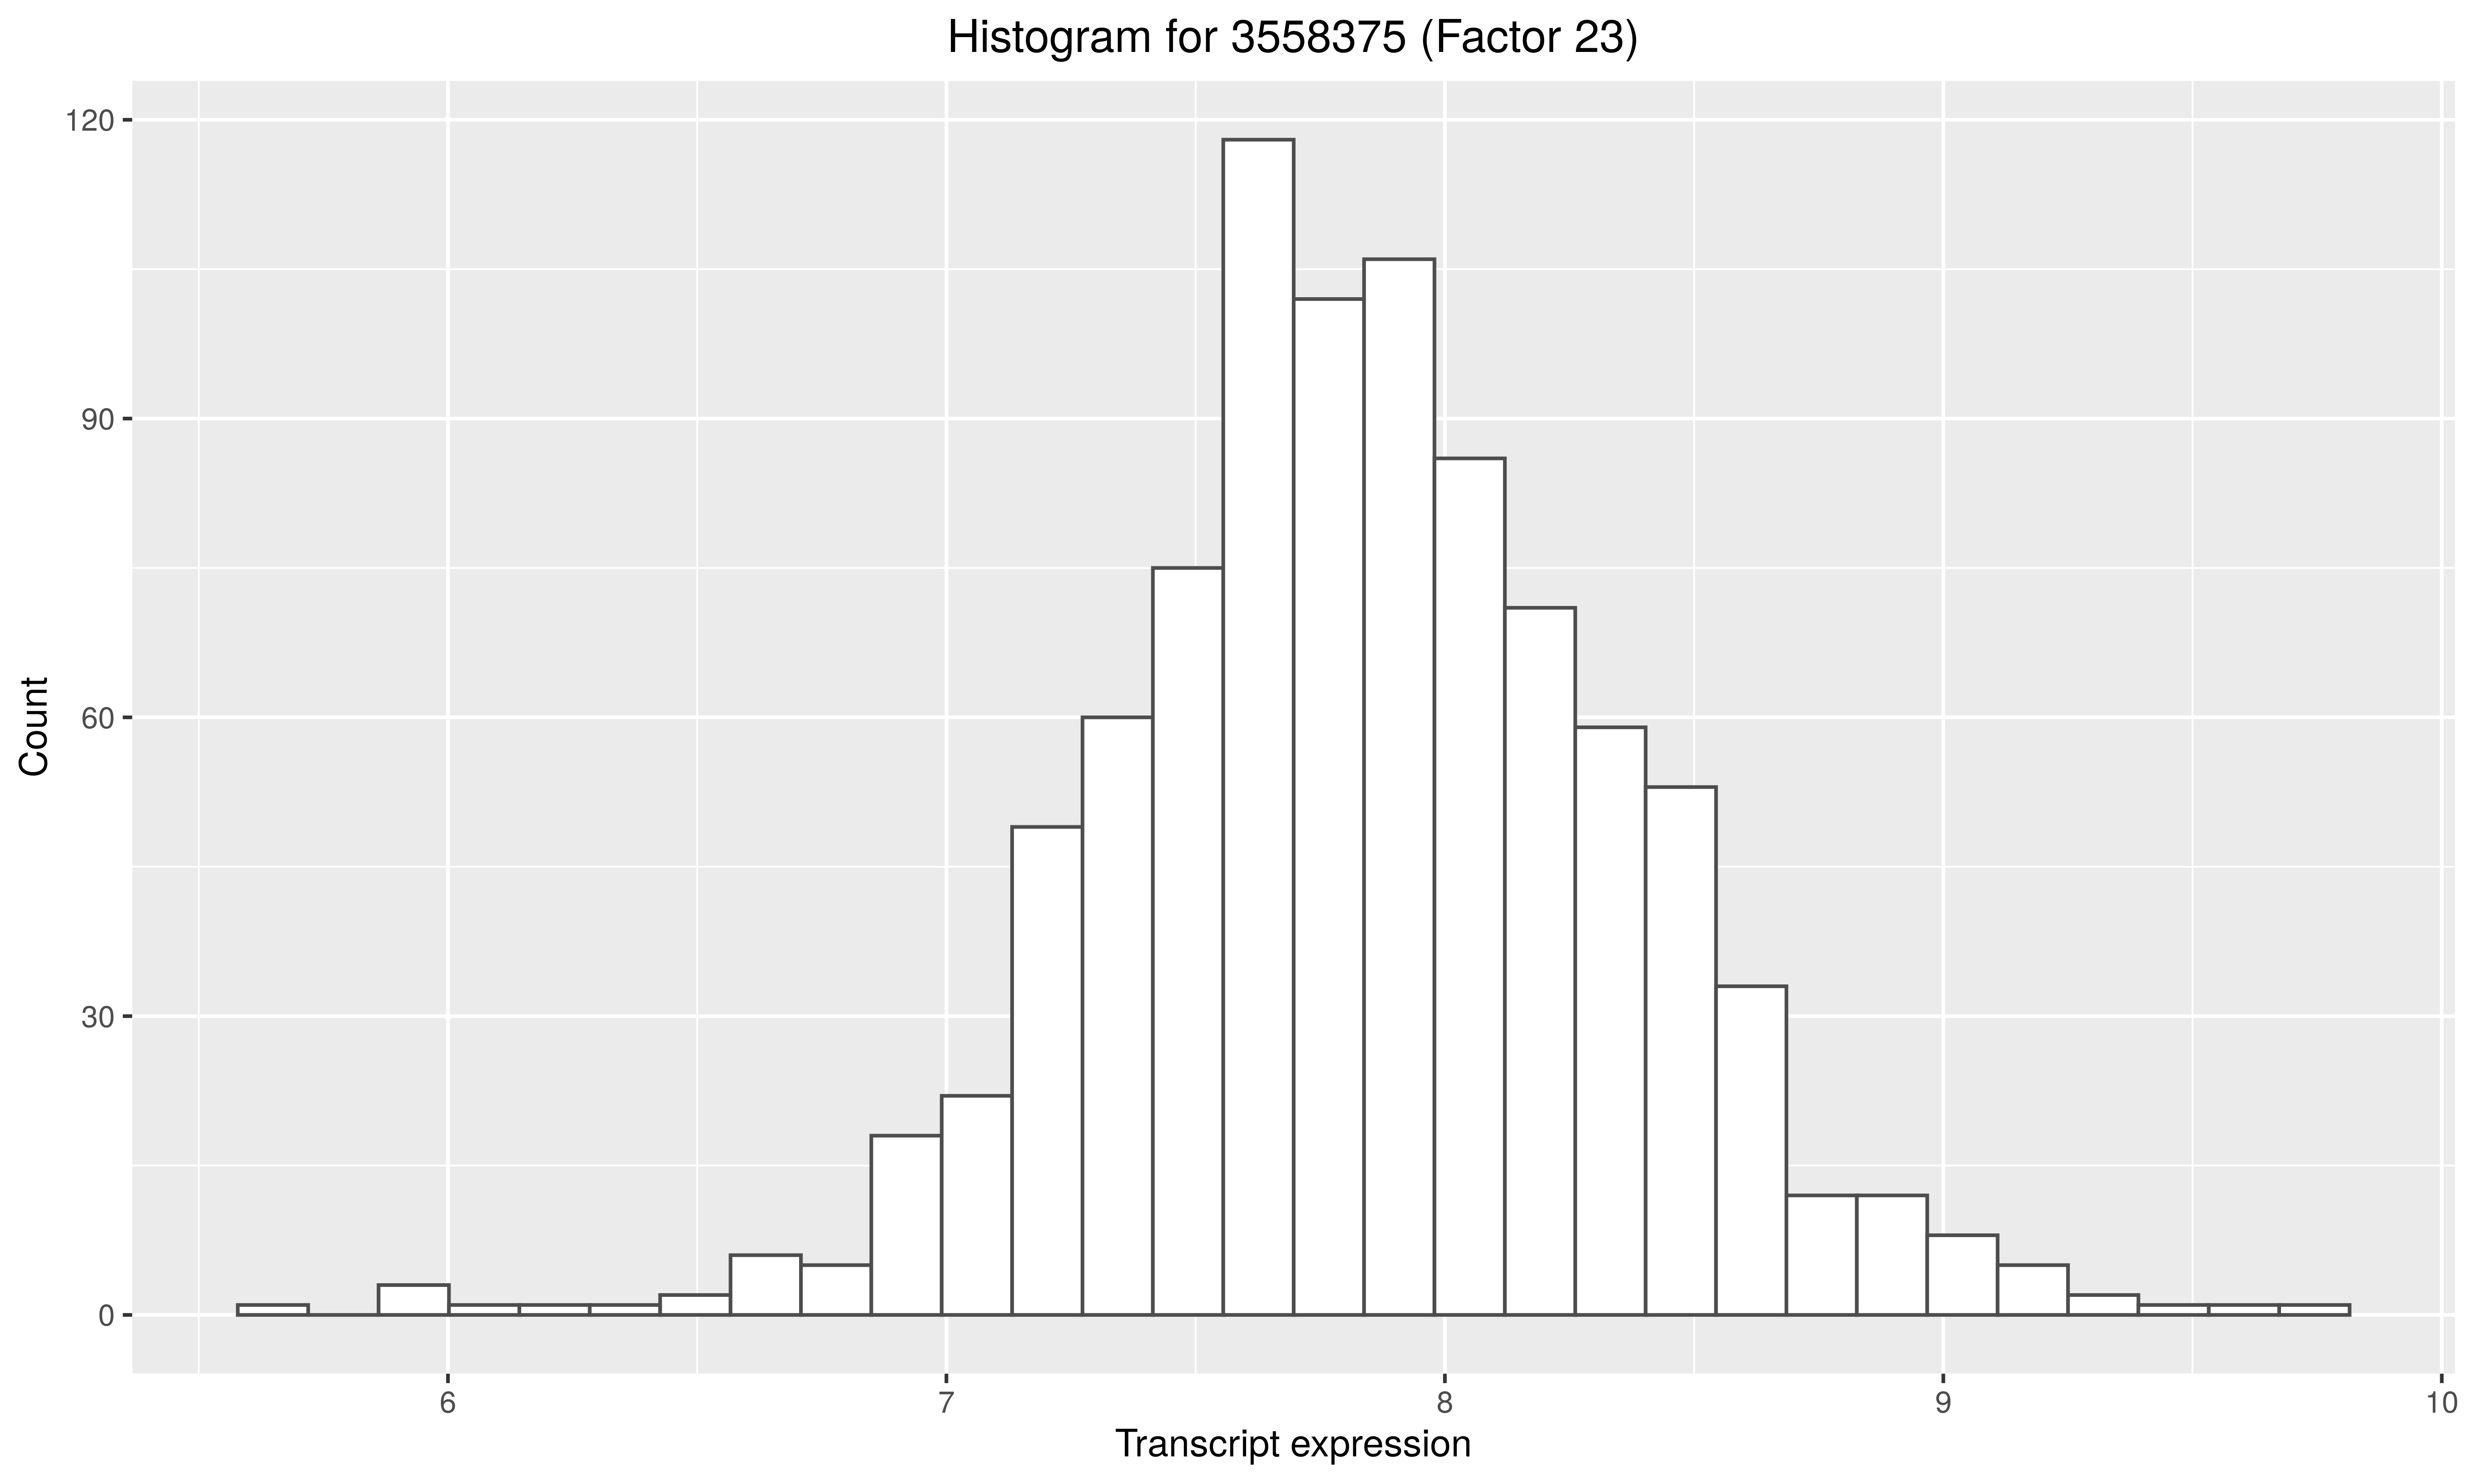 Histogram for 3558375 (Factor 23)
120
90
60
30
0
Count
6 7 8 9 10
Transcript expression